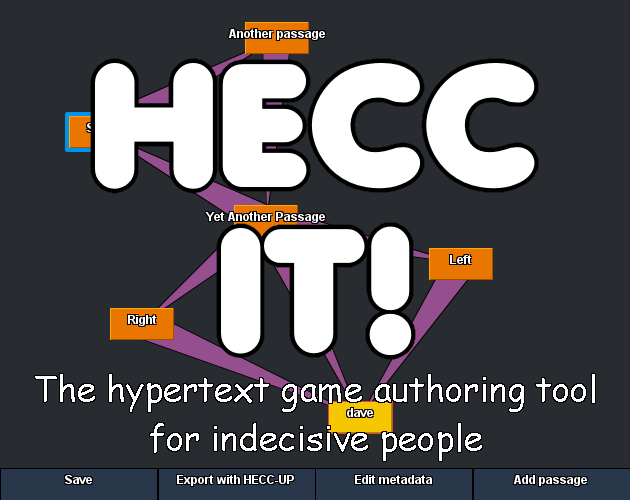 Another passage
HECC
Yet Another Passage
IT!
Left
Right
The hypertext game authoring tool
dave
for indecisive people
Save
Export with HECC-UP
Edit metadata
Add passage